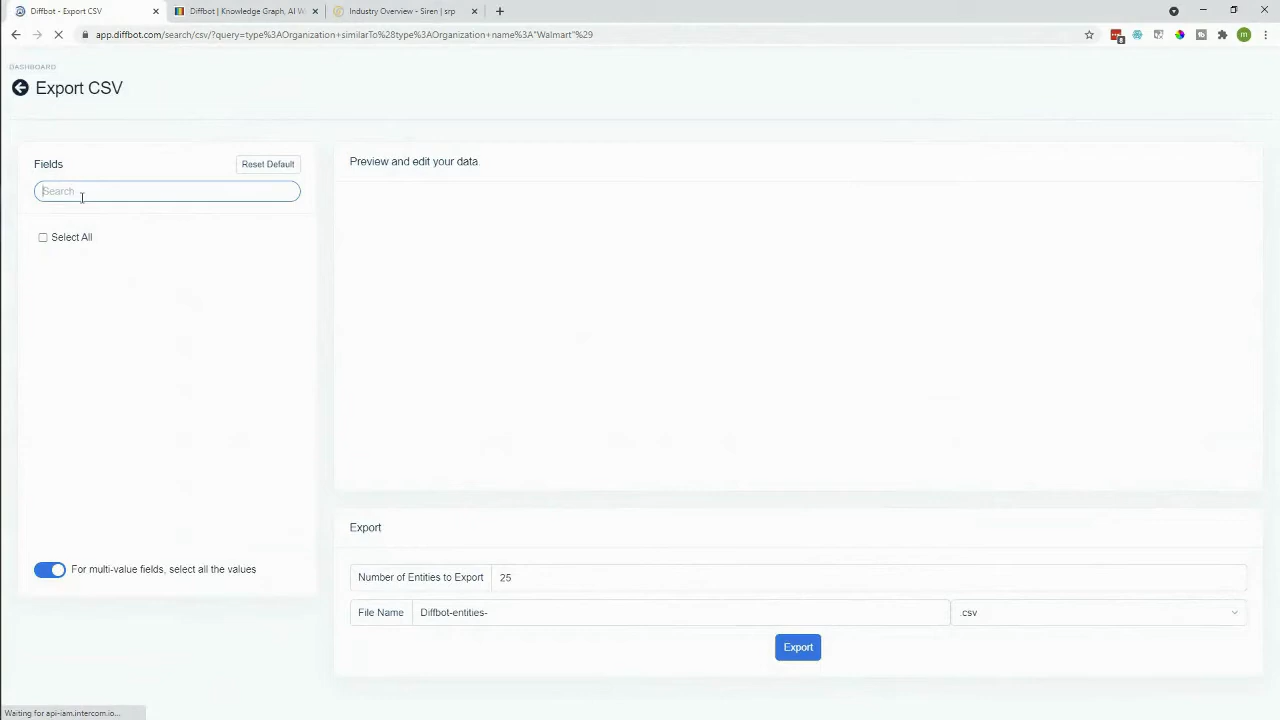 Diffbot - Export CSV
Diffbot | Knowledge Graph, AI W
Industry Overview - Siren | srp
app.diffbot.com/search/csv/?query=type%3AOrganization+similarTo%28type%3AOrganization+name%3A"Walmart"%29
m
DASHBOARD
Export CSV
Fields
Reset Default
Search
Select All
For multi-value fields, select all the values
Preview and edit your data.
Export
Number of Entities to Export
25
File Name
Diffbot-entities-
.csv
Export
Waiting for api-iam.intercom.io...